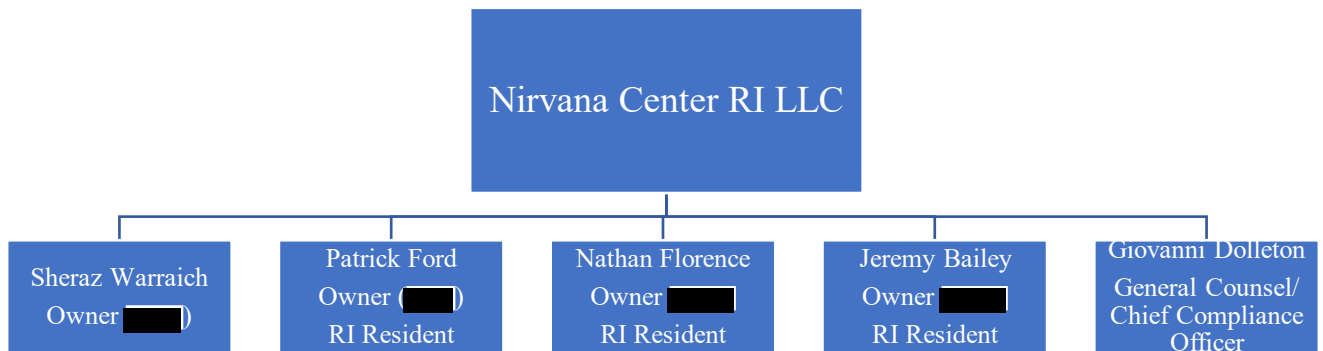 Nirvana Center RI LLC
Sheraz Warraich
Owner )
Patrick Ford
Owner ( )
RI Resident
Nathan Florence
Owner
RI Resident
Jeremy Bailey
Owner
RI Resident
Giovanni Dolleton
General Counsel/
Chief Compliance
Officer